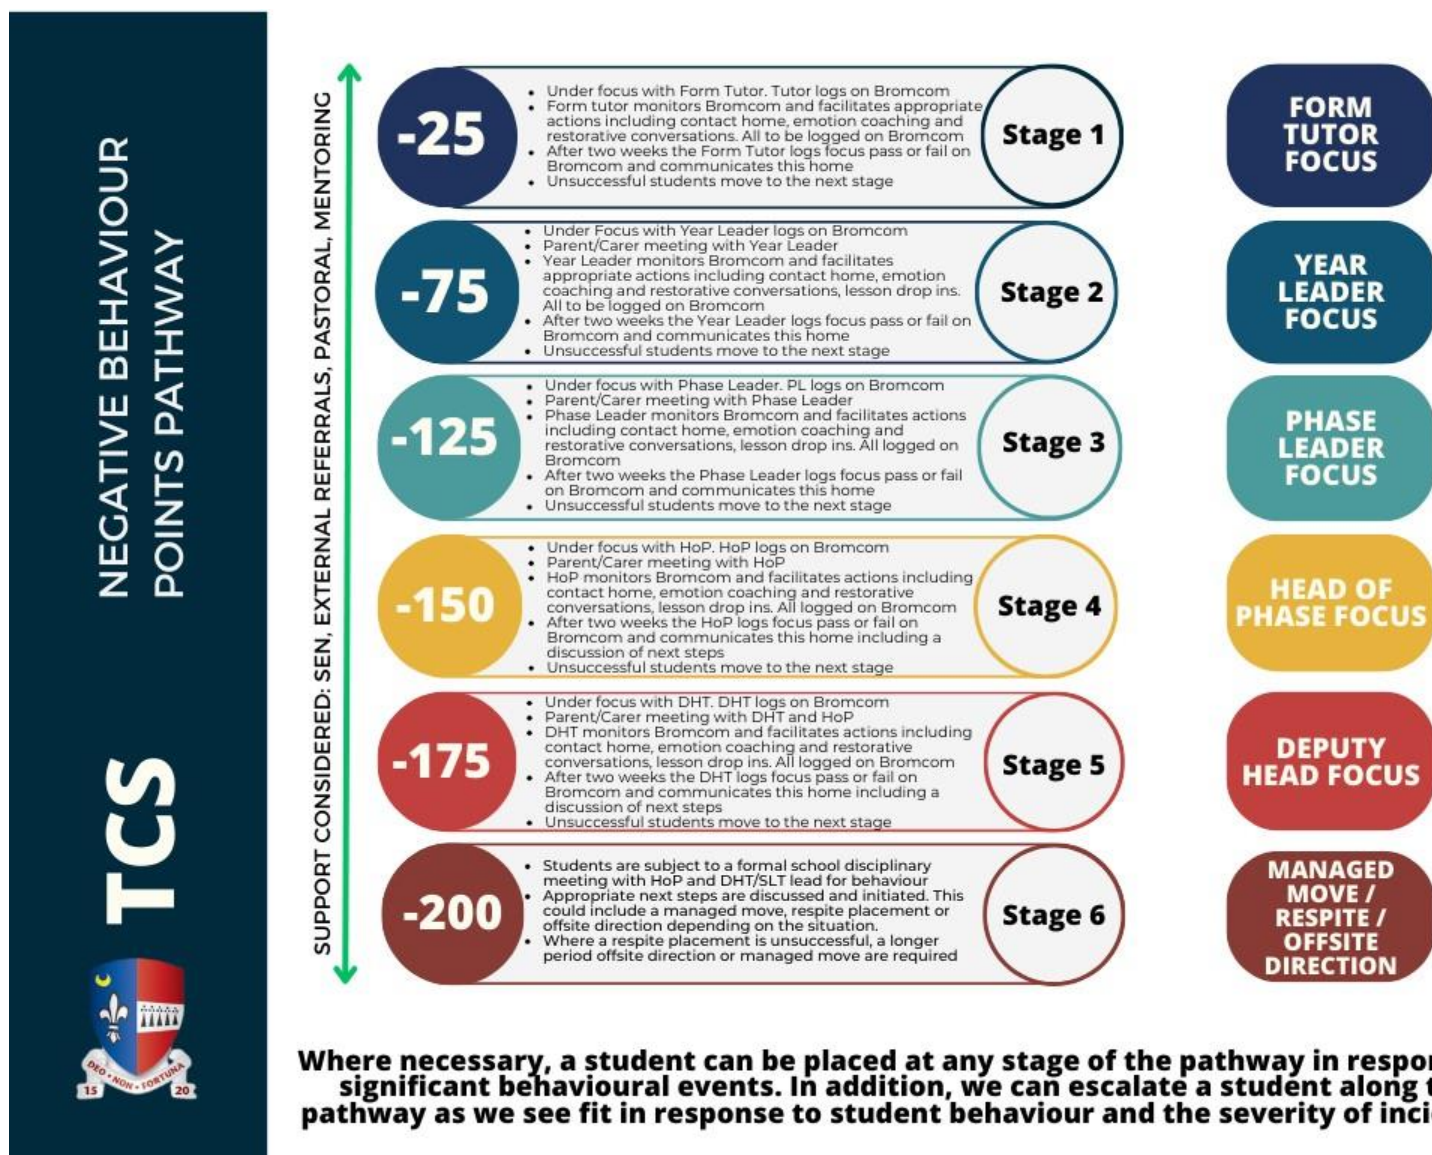 NEGATIVE BEHAVIOUR
POINTS PATHWAY
TCS
DEO • NON • FORTUNA
15 20
SUPPORT CONSIDERED: SEN, EXTERNAL REFERRALS, PASTORAL, MENTORING
-25
• Under focus with Form Tutor. Tutor logs on Bromcom
• Form tutor monitors Bromcom and facilitates appropriate
actions including contact home, emotion coaching and
restorative conversations. All to be logged on Bromcom
• After two weeks the Form Tutor logs focus pass or fail on
Bromcom and communicates this home
• Unsuccessful students move to the next stage
Stage 1
FORM
TUTOR
FOCUS
-75
• Under Focus with Year Leader logs on Bromcom
• Parent/Carer meeting with Year Leader
• Year Leader monitors Bromcom and facilitates
appropriate actions including contact home, emotion
coaching and restorative conversations, lesson drop ins.
All to be logged on Bromcom
• After two weeks the Year Leader logs focus pass or fail on
Bromcom and communicates this home
• Unsuccessful students move to the next stage
Stage 2
YEAR
LEADER
FOCUS
-125
• Under focus with Phase Leader. PL logs on Bromcom
• Parent/Carer meeting with Phase Leader
• Phase Leader monitors Bromcom and facilitates actions
including contact home, emotion coaching and
restorative conversations, lesson drop ins. All logged on
Bromcom
• After two weeks the Phase Leader logs focus pass or fail
on Bromcom and communicates this home
• Unsuccessful students move to the next stage
Stage 3
PHASE
LEADER
FOCUS
-150
• Under focus with HoP. HoP logs on Bromcom
• Parent/Carer meeting with HoP
• HoP monitors Bromcom and facilitates actions including
contact home, emotion coaching and restorative
conversations, lesson drop ins. All logged on Bromcom
• After two weeks the HoP logs focus pass or fail on
Bromcom and communicates this home including a
discussion of next steps
• Unsuccessful students move to the next stage
Stage 4
HEAD OF
PHASE FOCUS
-175
• Under focus with DHT. DHT logs on Bromcom
• Parent/Carer meeting with DHT and HoP
• DHT monitors Bromcom and facilitates actions including
contact home, emotion coaching and restorative
conversations, lesson drop ins. All logged on Bromcom
• After two weeks the DHT logs focus pass or fail on
Bromcom and communicates this home including a
discussion of next steps
• Unsuccessful students move to the next stage
Stage 5
DEPUTY
HEAD FOCUS
-200
• Students are subject to a formal school disciplinary
meeting with HoP and DHT/SLT lead for behaviour
• Appropriate next steps are discussed and initiated. This
could include a managed move, respite placement or
offsite direction depending on the situation.
• Where a respite placement is unsuccessful, a longer
period offsite direction or managed move are required
Stage 6
MANAGED
MOVE /
RESPITE /
OFFSITE
DIRECTION
Where necessary, a student can be placed at any stage of the pathway in respon
significant behavioural events. In addition, we can escalate a student along t
pathway as we see fit in response to student behaviour and the severity of inci